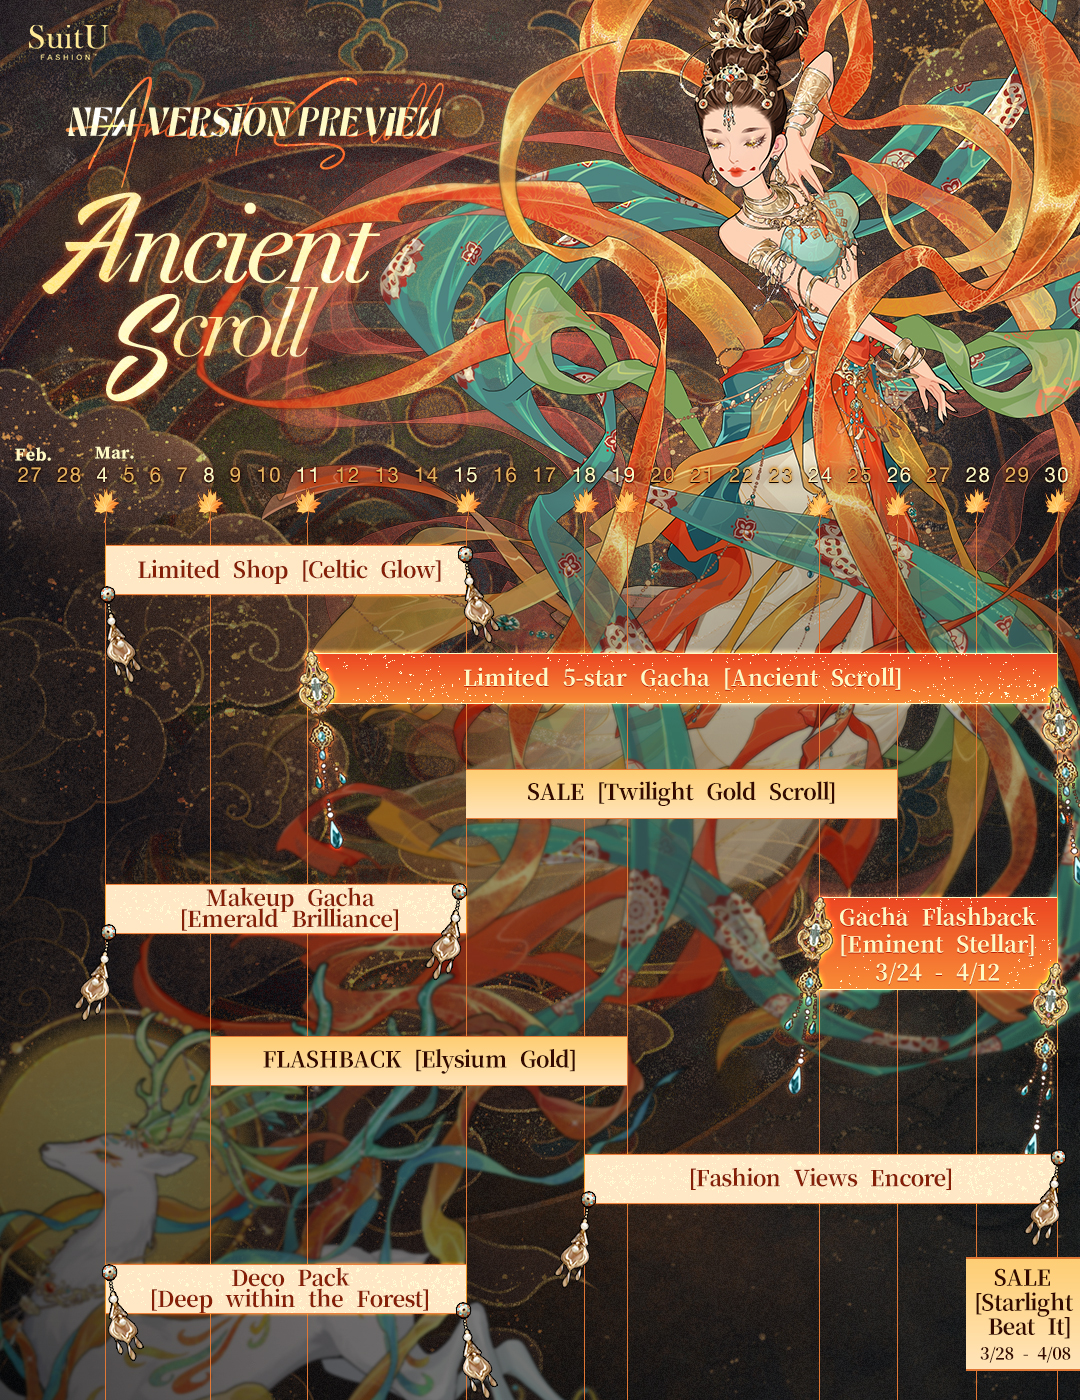 SuitU
FASHION
NEW VERSION PREVIEW
Ancient Scroll
Ancient
Scroll
Feb.
Mar.
27 28 4 5 6 7 8 9 10 11 12 13 14 15 16 17 18 19 20 21 22 23 24 25 26 27 28 29 30
Limited Shop [Celtic Glow]
Limited 5-star Gacha [Ancient Scroll]
SALE [Twilight Gold Scroll]
Makeup Gacha
[Emerald Brilliance]
Gacha Flashback
[Eminent Stellar]
3/24 - 4/12
FLASHBACK [Elysium Gold]
[Fashion Views Encore]
Deco Pack
[Deep within the Forest]
SALE
[Starlight
Beat It]
3/28 - 4/08